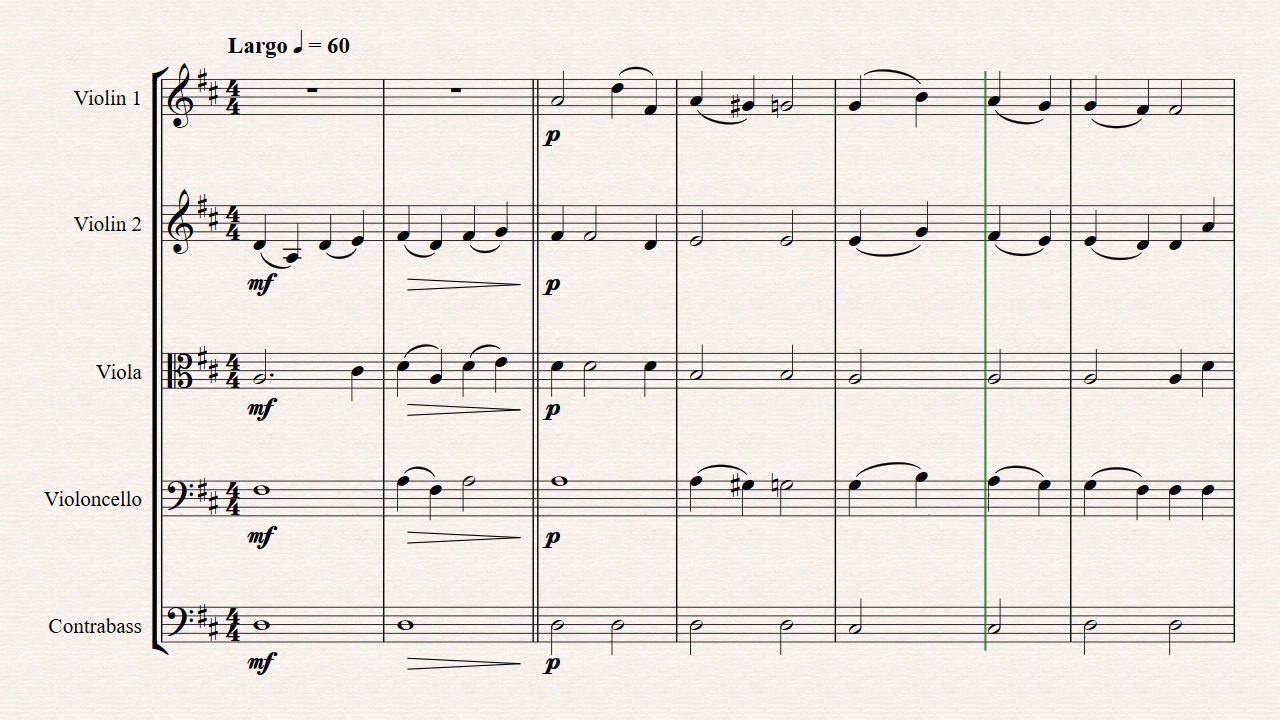 Largo ♩ = 60
Violin 1
p
Violin 2
mf p
Viola
mf p
Violoncello
mf p
Contrabass
mf p